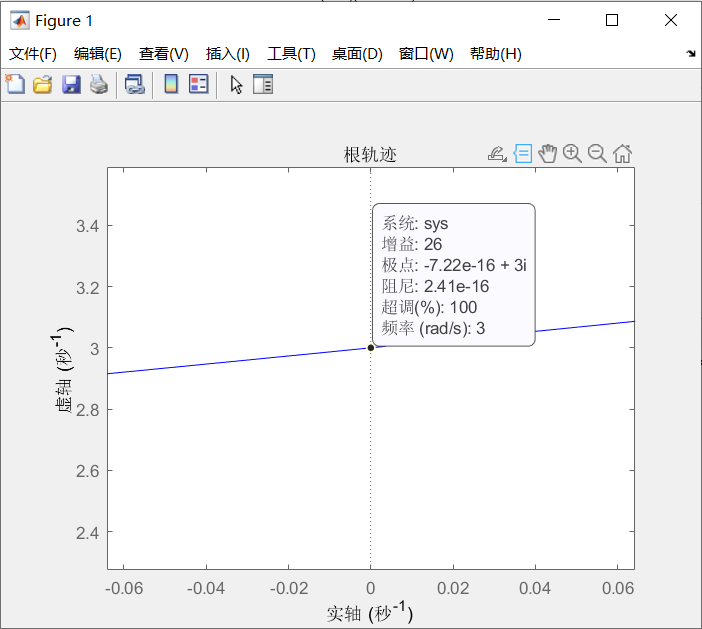 Figure 1
文件(F) 编辑(E) 查看(V) 插入(I) 工具(T) 桌面(D) 窗口(W) 帮助(H)
根轨迹
系统: sys
增益: 26
极点: -7.22e-16 + 3i
阻尼: 2.41e-16
超调(%): 100
频率 (rad/s): 3
虚轴 (秒-1)
3.4
3.2
3
2.8
2.6
2.4
-0.06 -0.04 -0.02 0 0.02 0.04 0.06
实轴 (秒-1)